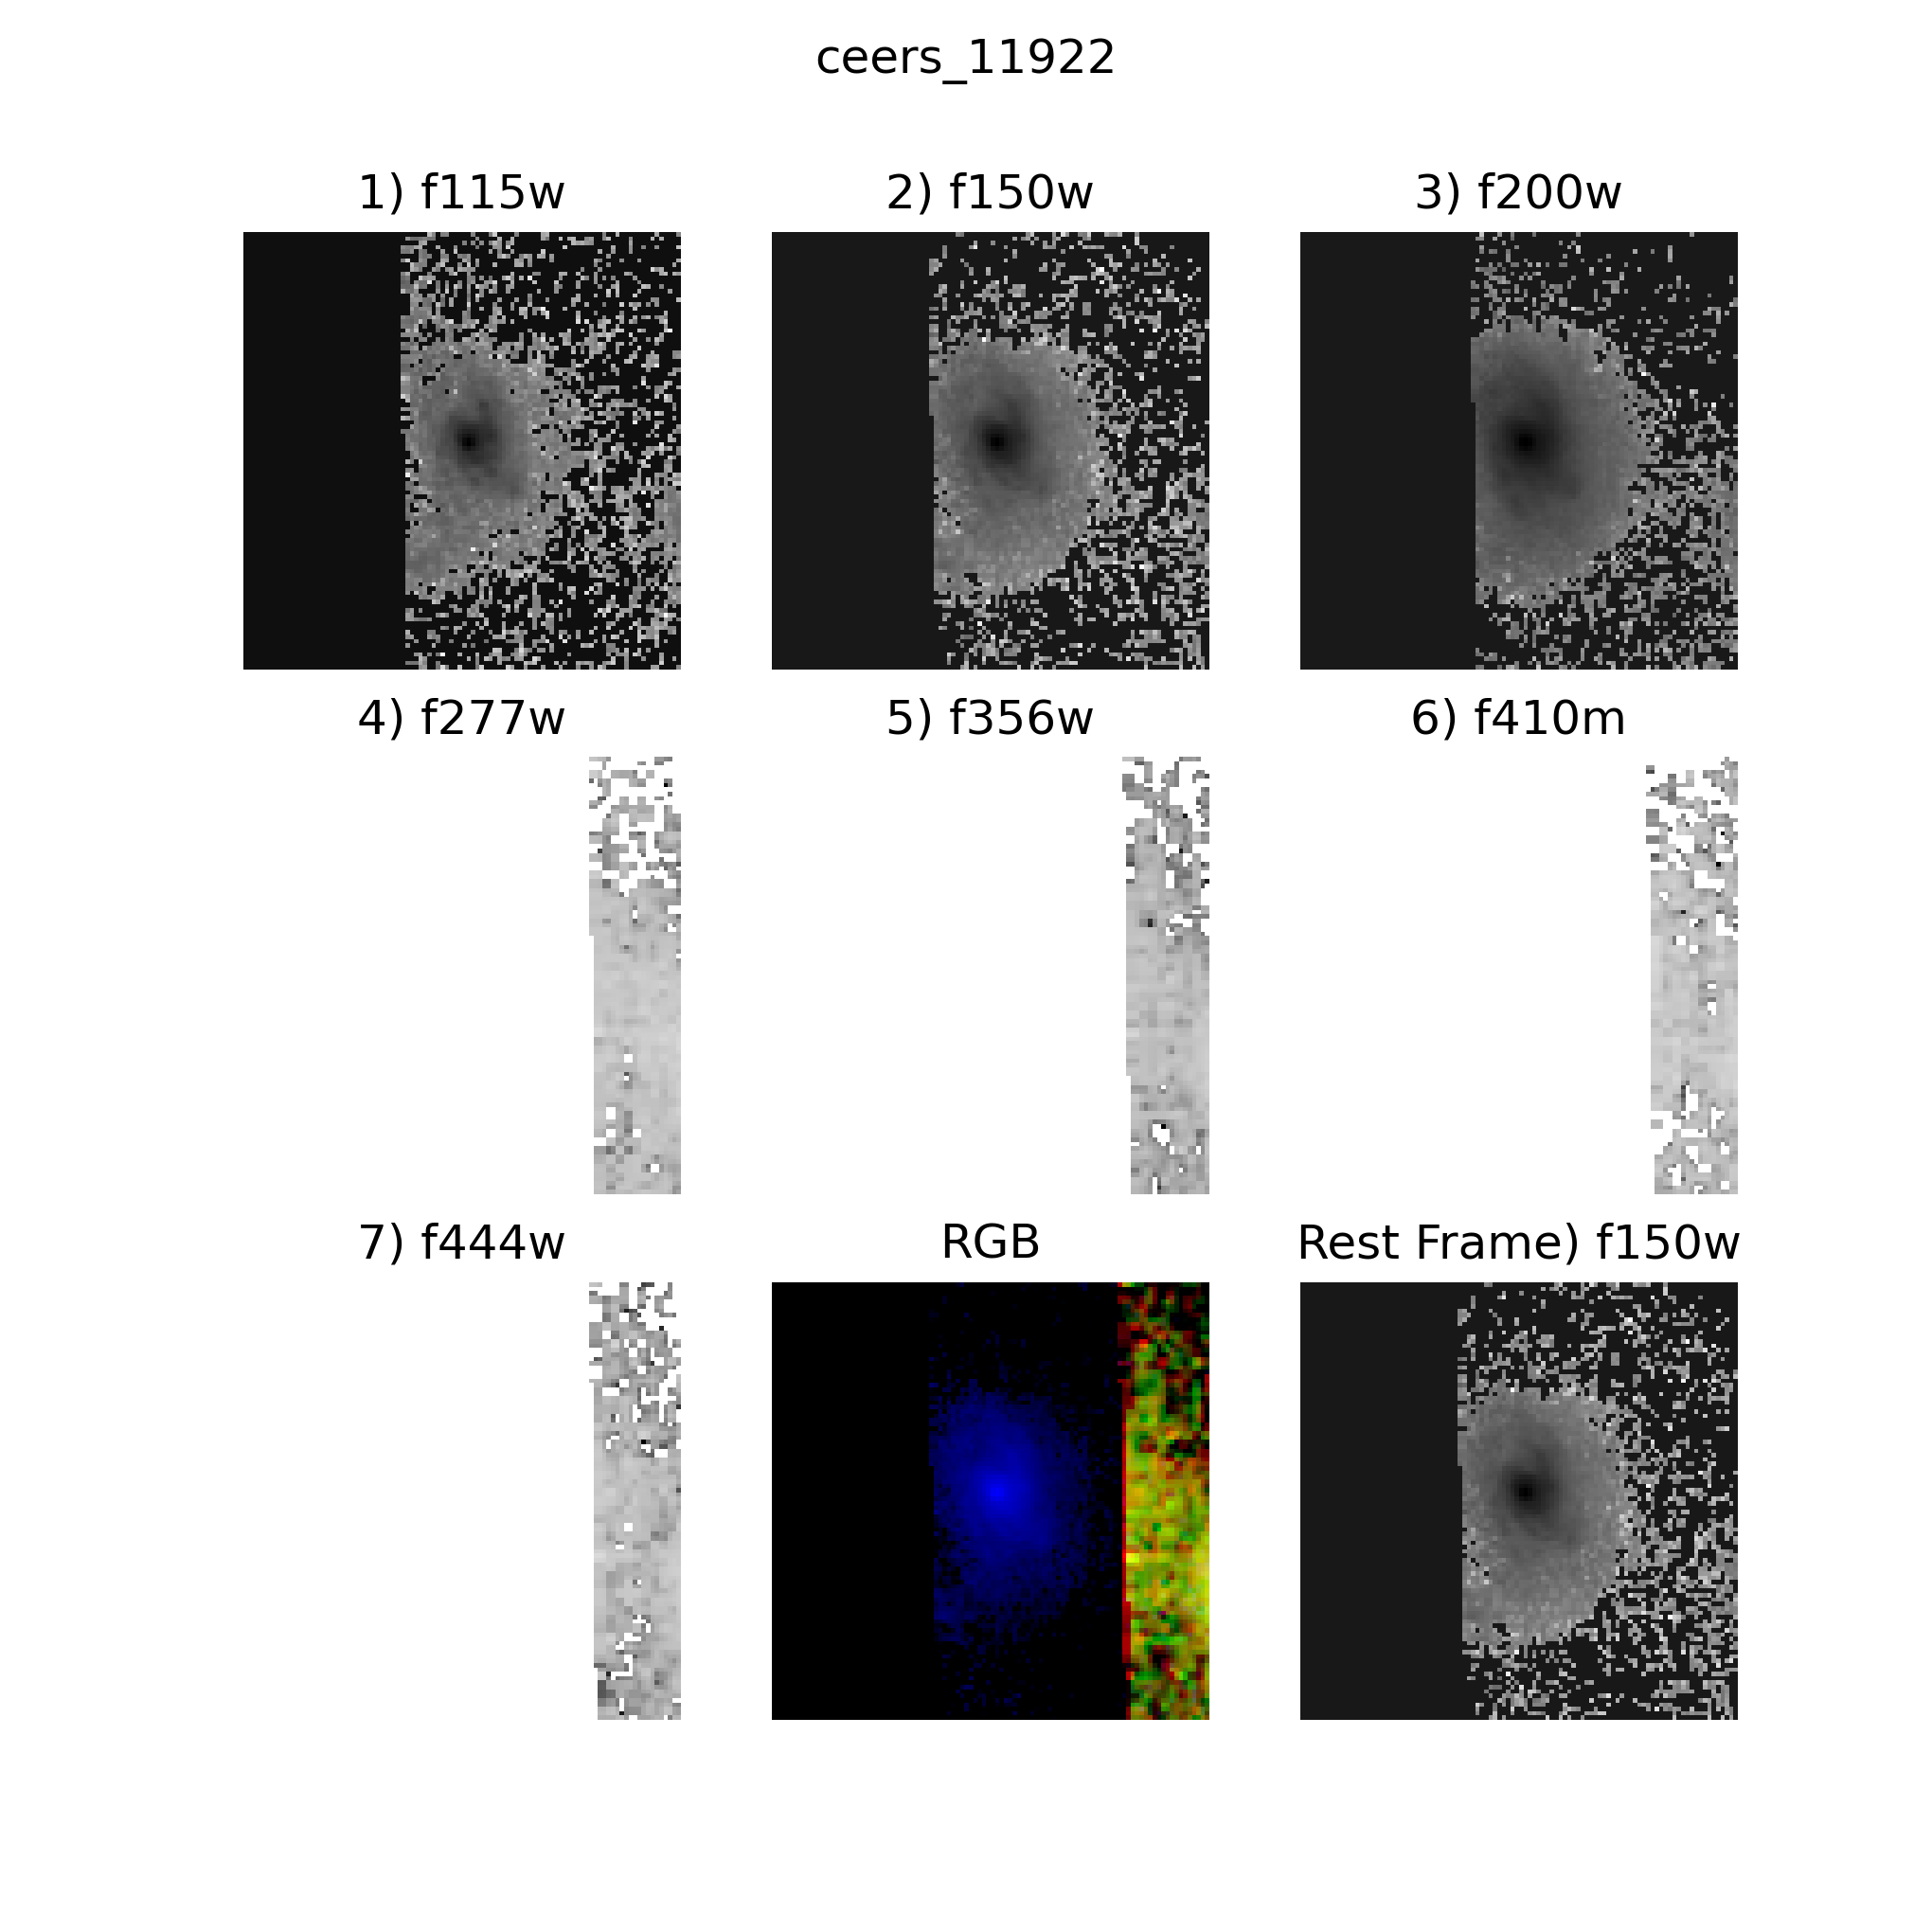 ceers_11922
1) f115w
2) f150w
3) f200w
4) f277w
5) f356w
6) f410m
7) f444w
RGB
Rest Frame) f150w